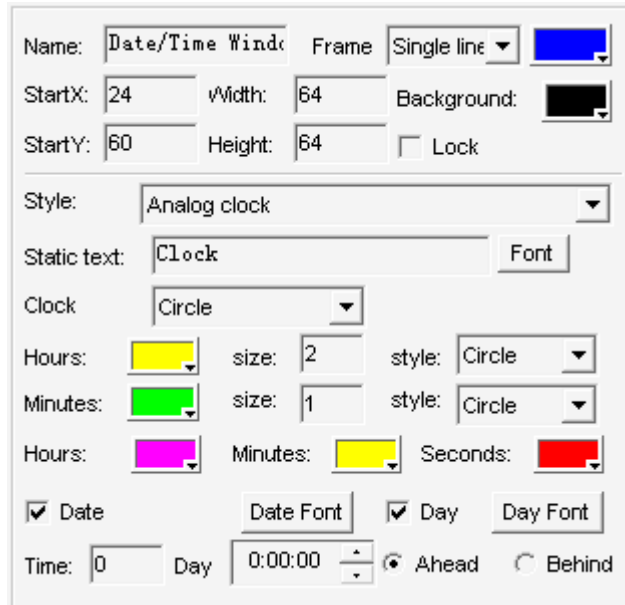 Name: Date/Time Windo Frame Single line
StartX: 24 Width: 64 Background:
StartY: 60 Height: 64 Lock
Style: Analog clock
Static text: Clock Font
Clock Circle
Hours: size: 2 style: Circle
Minutes: size: 1 style: Circle
Hours: Minutes: Seconds:
Date Date Font Day Day Font
Time: 0 Day 0:00:00 Ahead Behind